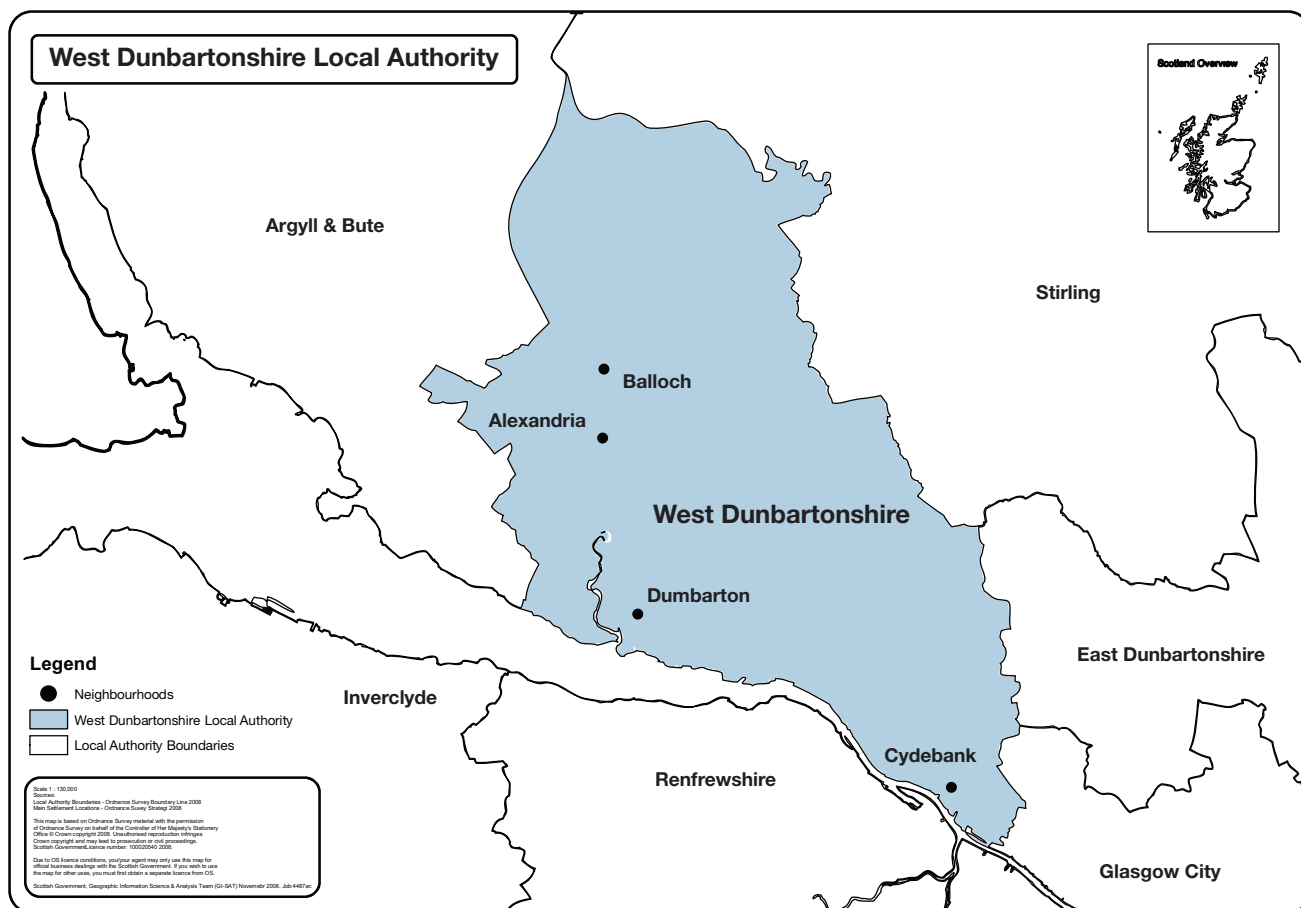 West Dunbartonshire Local Authority
Scotland Overview
Argyll & Bute
Stirling
Balloch
Alexandria
West Dunbartonshire
Dumbarton
East Dunbartonshire
Inverclyde
Renfrewshire
Cydebank
Glasgow City
Legend
Neighbourhoods
West Dunbartonshire Local Authority
Local Authority Boundaries
Scale 1 : 130,000
Sources:
Local Authority Boundaries - Ordnance Survey Boundary Line 2008
Main Settlement Locations - Ordnance Suvey Strategi 2008
This map is based on Ordnance Survey material with the permission
of Ordnance Survey on behalf of the Controller of Her Majesty's Stationery
Office © Crown copyright 2008. Unauthorised reproduction infringes
Crown copyright and may lead to prosecution or civil proceedings.
Scottish GovernmentLicence number: 100020540 2008.
Due to OS licence conditions, you/your agent may only use this map for
official business dealings with the Scottish Government. If you wish to use
the map for other uses, you must first obtain a separate licence from OS.
Scottish Government, Geographic Information Science & Analysis Team (GI-SAT) Novemebr 2008. Job:4487ac